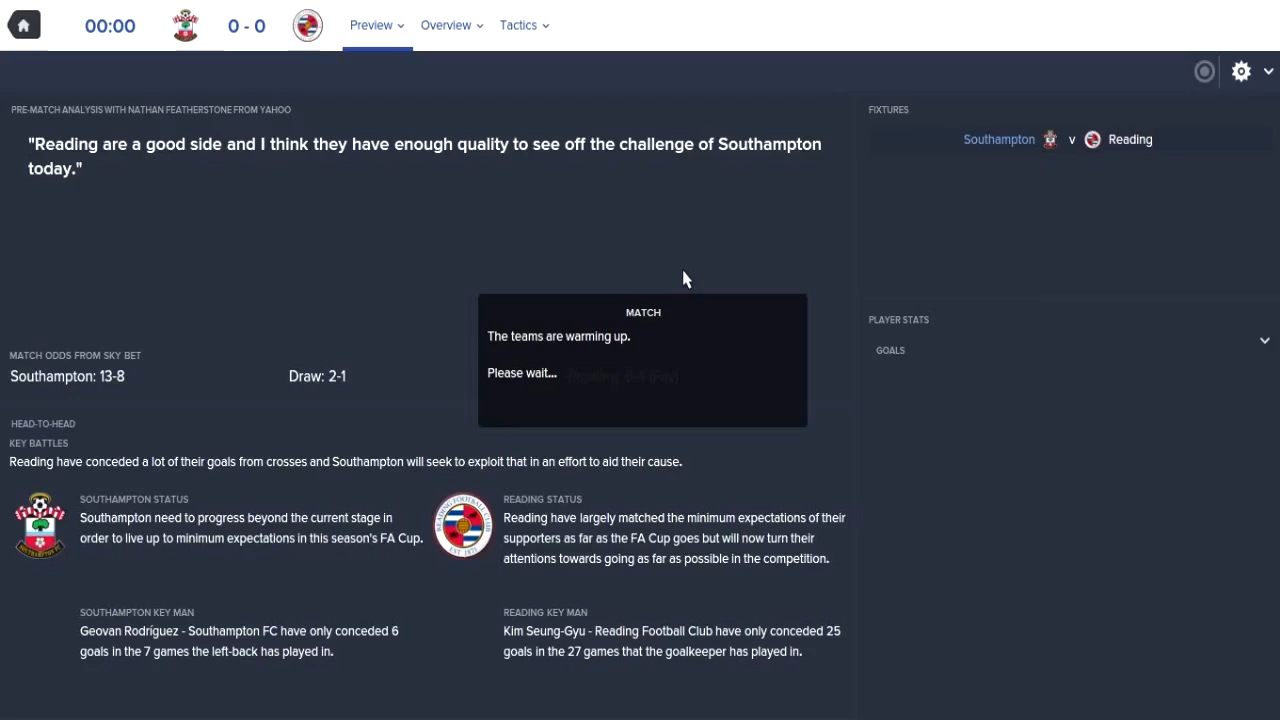 00:00
0 - 0
Preview
Overview
Tactics
PRE-MATCH ANALYSIS WITH NATHAN FEATHERSTONE FROM YAHOO
"Reading are a good side and I think they have enough quality to see off the challenge of Southampton
today."
FIXTURES
Southampton v Reading
MATCH
The teams are warming up.
Please wait...
PLAYER STATS
GOALS
MATCH ODDS FROM SKY BET
Southampton: 13-8
Draw: 2-1
HEAD-TO-HEAD
KEY BATTLES
Reading have conceded a lot of their goals from crosses and Southampton will seek to exploit that in an effort to aid their cause.
SOUTHAMPTON STATUS
Southampton need to progress beyond the current stage in
order to live up to minimum expectations in this season's FA Cup.
READING STATUS
Reading have largely matched the minimum expectations of their
supporters as far as the FA Cup goes but will now turn their
attentions towards going as far as possible in the competition.
SOUTHAMPTON KEY MAN
Geovan Rodríguez - Southampton FC have only conceded 6
goals in the 7 games the left-back has played in.
READING KEY MAN
Kim Seung-Gyu - Reading Football Club have only conceded 25
goals in the 27 games that the goalkeeper has played in.